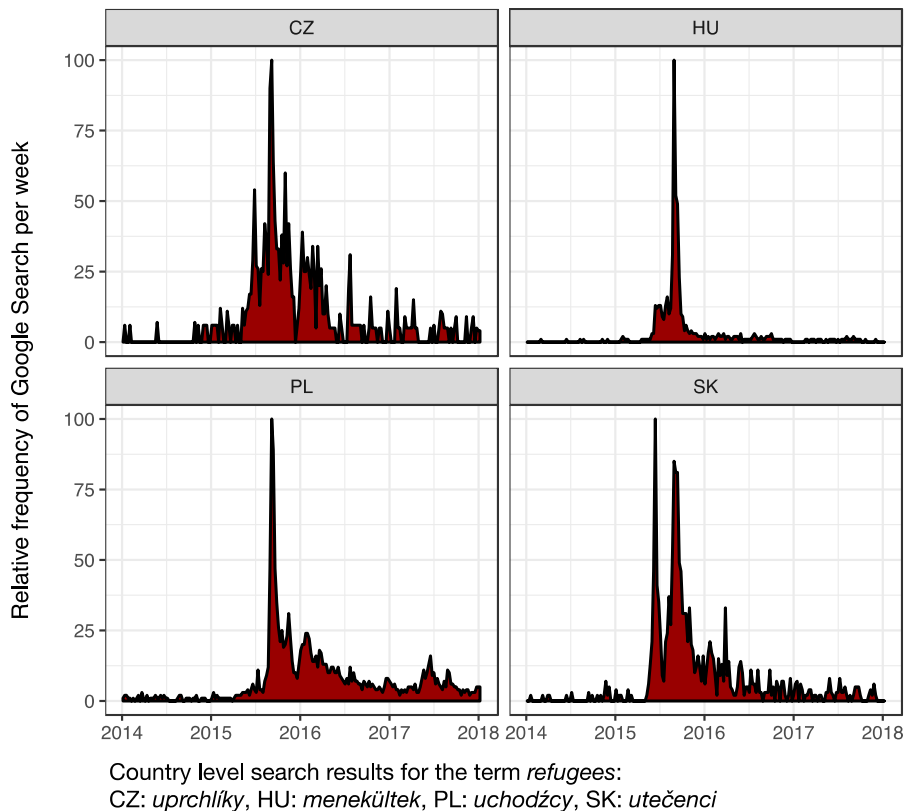 CZ
HU
100
75
50
25
0
PL
SK
100
75
50
25
0
2014 2015 2016 2017 2018 2014 2015 2016 2017 2018
Relative frequency of Google Search per week
Country level search results for the term refugees:
CZ: uprchlíky, HU: menekültek, PL: uchodźcy, SK: utečenci